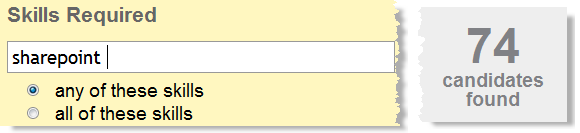 Skills Required
sharepoint
any of these skills
all of these skills
74
candidates
found